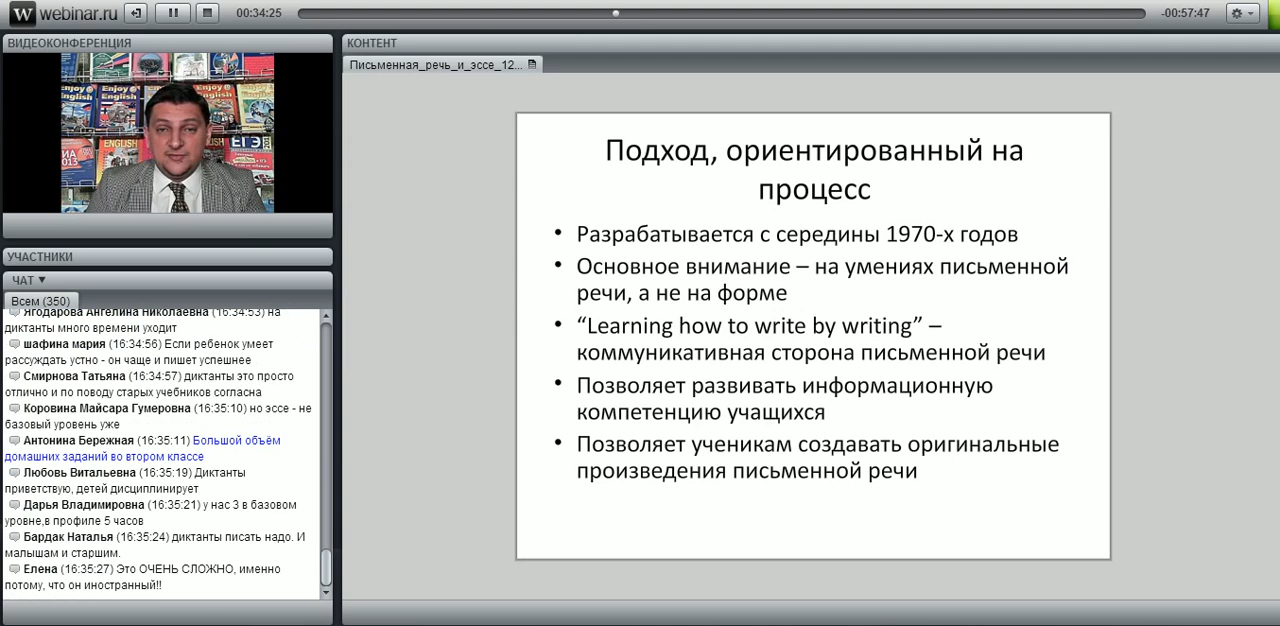 W webinar.ru
00:34:25
-00:57:47
ВИДЕОКОНФЕРЕНЦИЯ
Enjoy English
Enjoy English
ENGLISH
ЕГЭ
2013
УЧАСТНИКИ
ЧАТ
Всем (350)
Ягодарова Ангелина Николаевна (16:34:53) на
диктанты много времени уходит
шафина мария (16:34:56) Если ребенок умеет
рассуждать устно - он чаще и пишет успешнее
Смирнова Татьяна (16:34:57) диктанты это просто
отлично и по поводу старых учебников согласна
Коровина Майсара Гумеровна (16:35:10) но эссе - не
базовый уровень уже
Антонина Бережная (16:35:11) Большой объём
домашних заданий во втором классе
Любовь Витальевна (16:35:19) Диктанты
приветствую, детей дисциплинирует
Дарья Владимировна (16:35:21) у нас 3 в базовом
уровне,в профиле 5 часов
Бардак Наталья (16:35:24) диктанты писать надо. И
малышам и старшим.
Елена (16:35:27) Это ОЧЕНЬ СЛОЖНО, именно
потому, что он иностранный!!
КОНТЕНТ
Письменная_речь_и_эссе_12...
Подход, ориентированный на
процесс
• Разрабатывается с середины 1970-х годов
• Основное внимание – на умениях письменной
речи, а не на форме
• “Learning how to write by writing” –
коммуникативная сторона письменной речи
• Позволяет развивать информационную
компетенцию учащихся
• Позволяет ученикам создавать оригинальные
произведения письменной речи